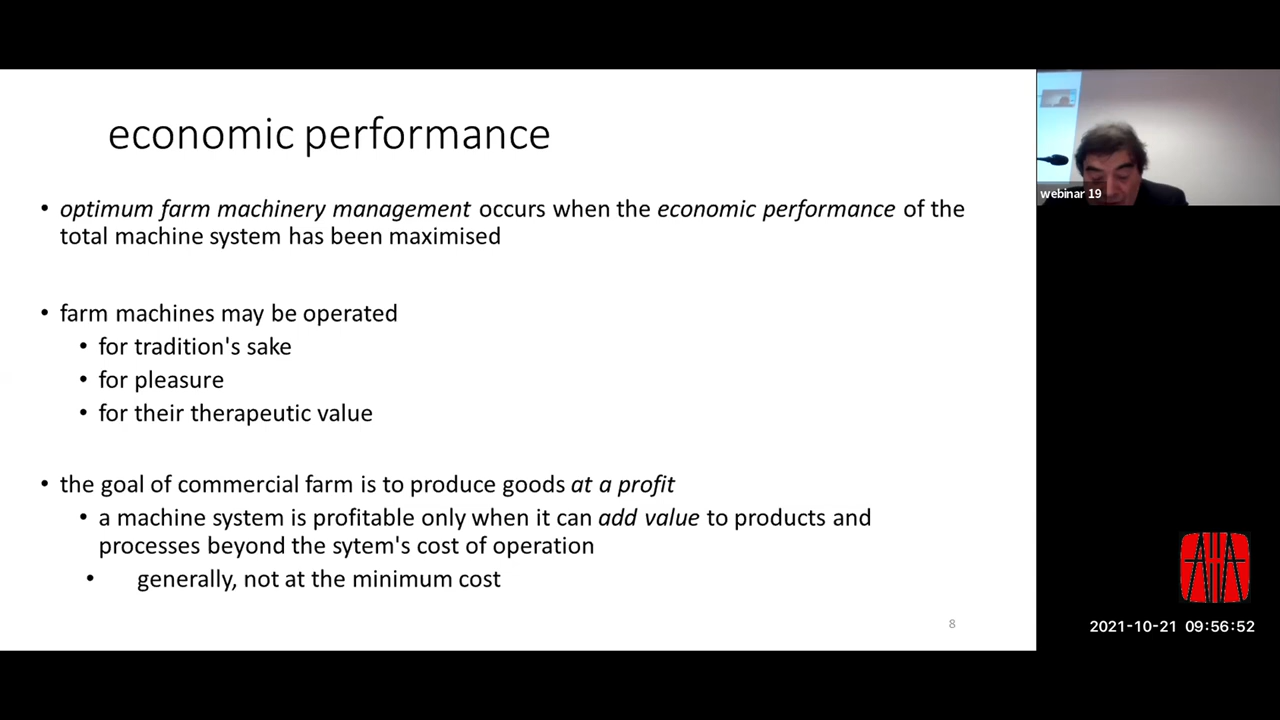 economic performance
• optimum farm machinery management occurs when the economic performance of the
total machine system has been maximised
• farm machines may be operated
• for tradition's sake
• for pleasure
• for their therapeutic value
• the goal of commercial farm is to produce goods at a profit
• a machine system is profitable only when it can add value to products and
processes beyond the sytem's cost of operation
• generally, not at the minimum cost
8
webinar 19
2021-10-21 09:56:52